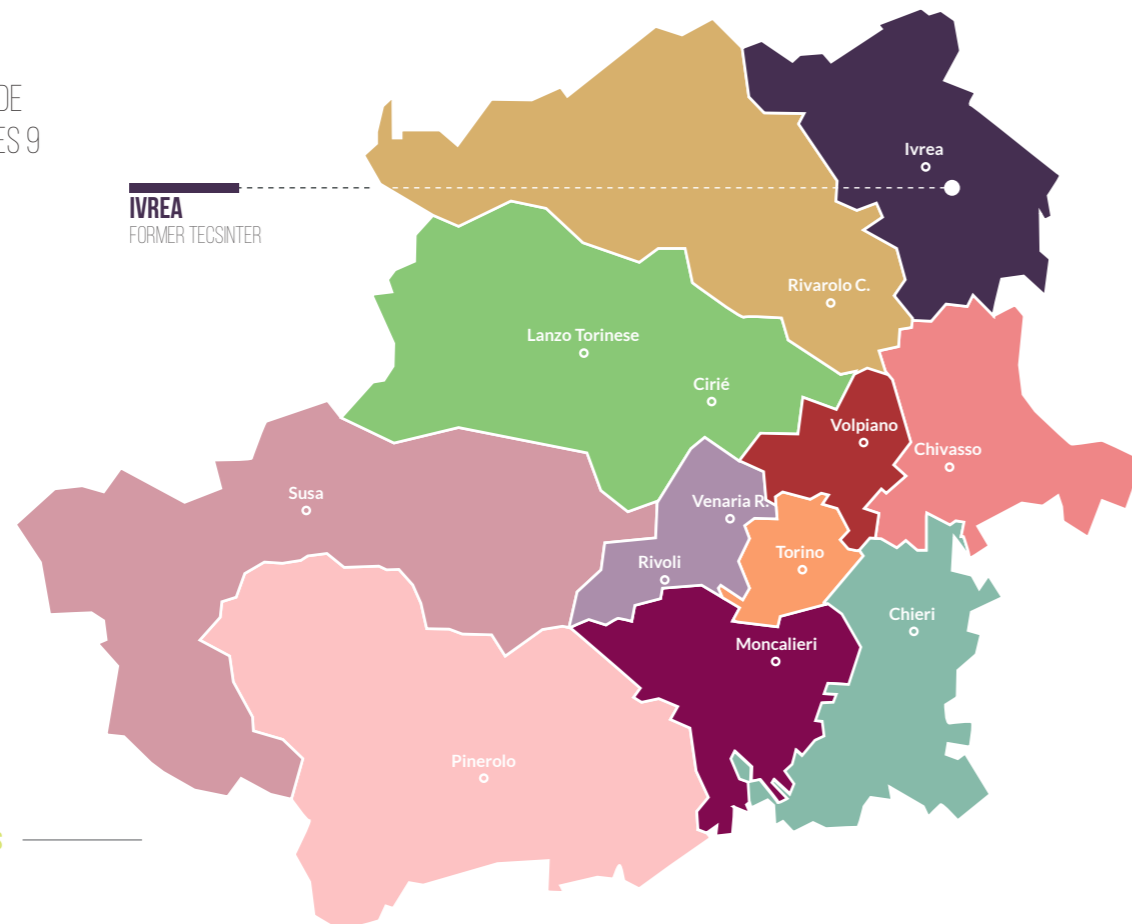 DE
ES 9
Ivrea
IVREA
FORMER TECSINTER
Rivarolo C.
Lanzo Torinese
Cirié
Volpiano
Chivasso
Susa
Venaria R.
Torino
Rivoli
Chieri
Moncalieri
Pinerolo